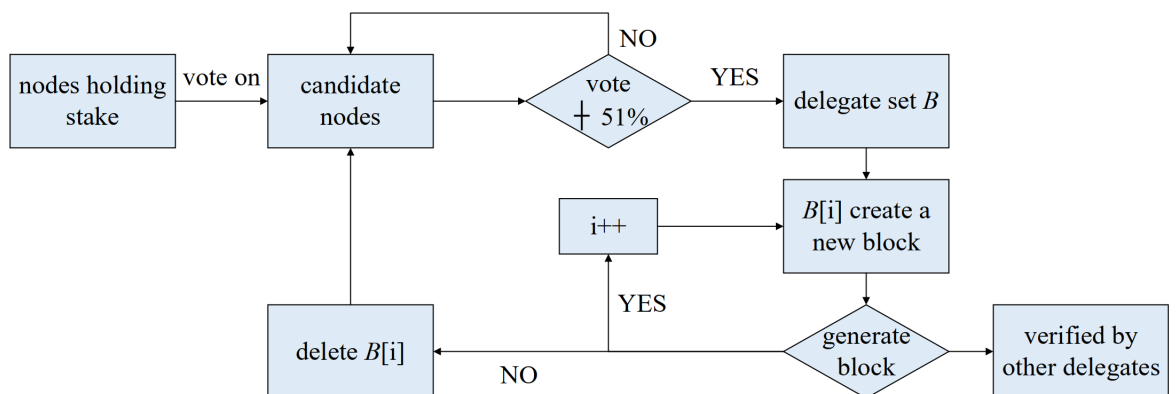 NO
nodes holding
stake
vote on
candidate
nodes
vote
┼ 51%
YES
delegate set B
i++
B[i] create a
new block
YES
delete B[i]
NO
generate
block
verified by
other delegates